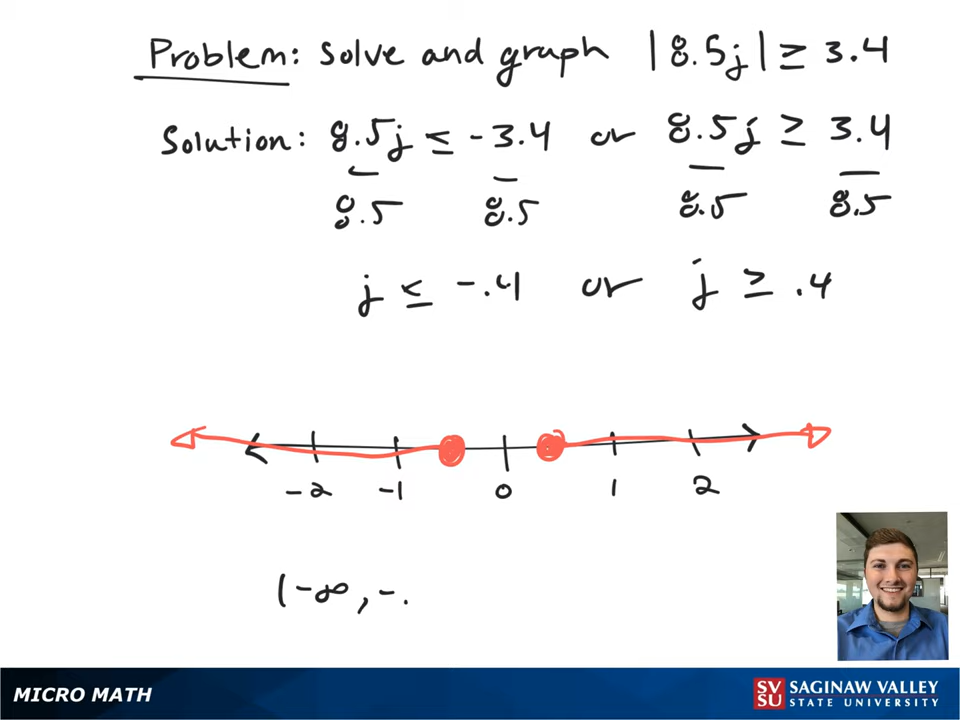 Problem: Solve and graph |8.5j| ≥ 3.4
Solution: 8.5j ≤ -3.4 or 8.5j ≥ 3.4
8.5 8.5 8.5 8.5
j ≤ -.4 or j ≥ .4
-2 -1 0 1 2
(-∞, -.
MICRO MATH
SV SU SAGINAW VALLEY
STATE UNIVERSITY